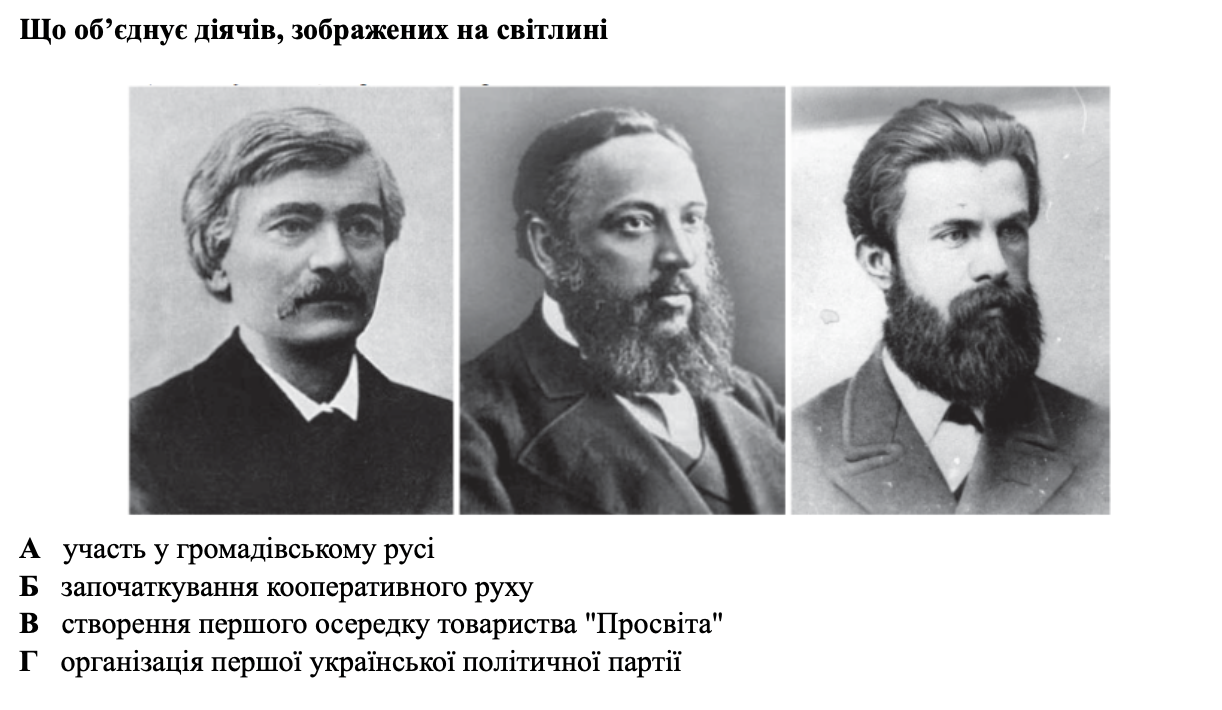 Що об’єднує діячів, зображених на світлині
А участь у громадівському русі
Б започаткування кооперативного руху
В створення першого осередку товариства "Просвіта"
Г організація першої української політичної партії